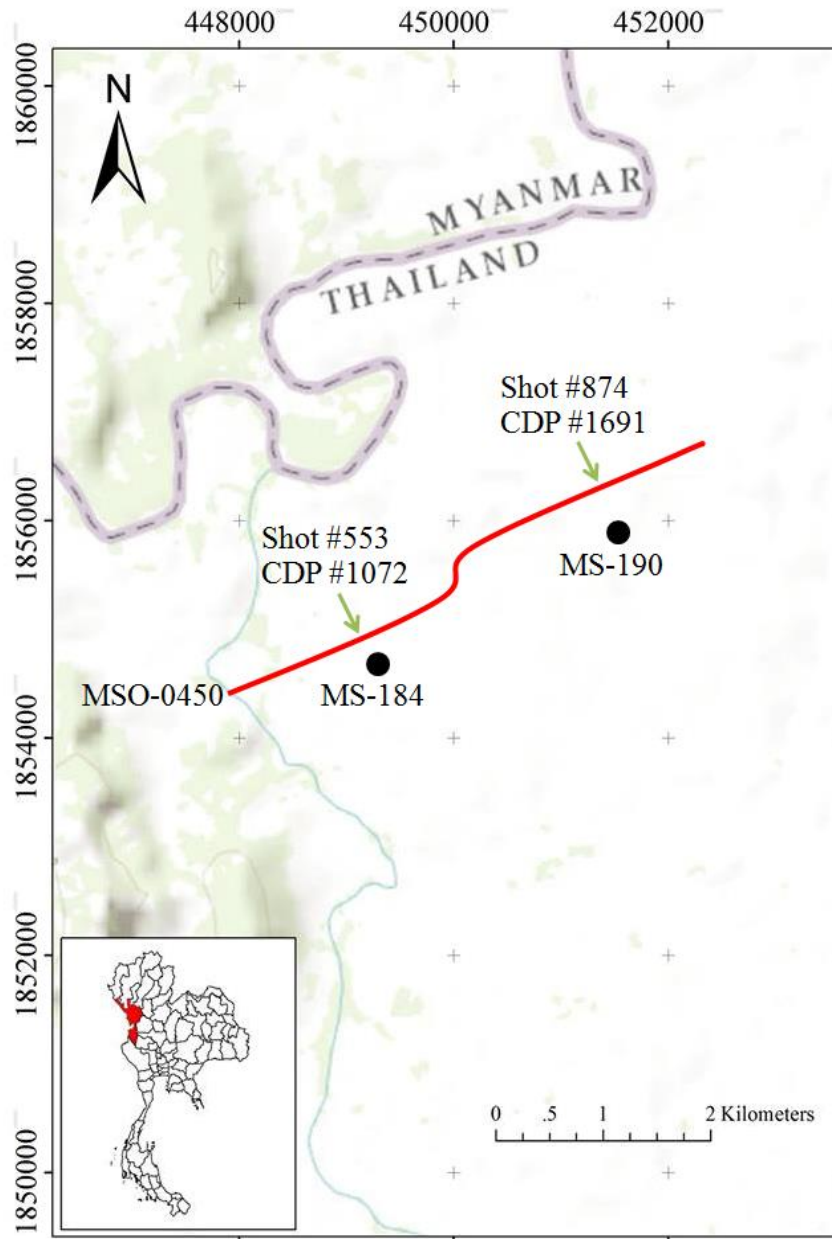 448000 450000 452000
1860000
N
MYANMAR
THAILAND
1858000
Shot #874
CDP #1691
1856000
Shot #553
CDP #1072
MS-190
MSO-0450
MS-184
1854000
1852000
0 .5 1 2 Kilometers
1850000